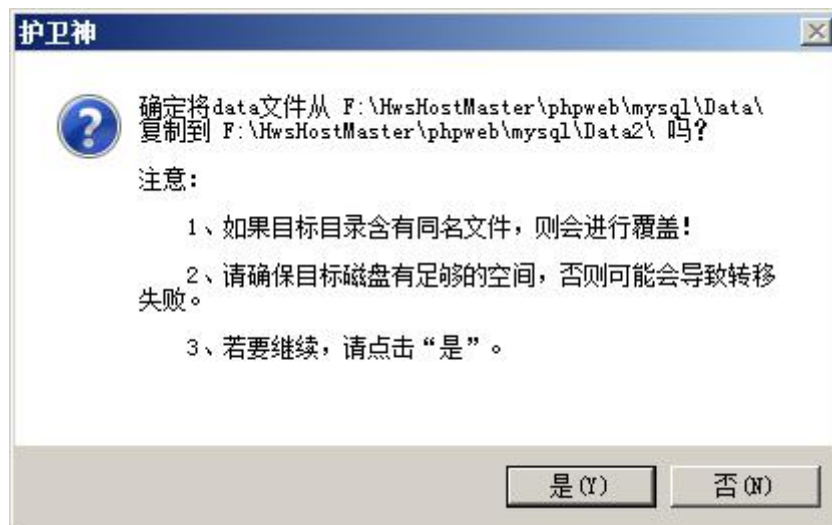 护卫神
确定将data文件从 F:\HwsHostMaster\phpweb\mysql\Data\
复制到 F:\HwsHostMaster\phpweb\mysql\Data2\ 吗?
注意:
1、如果目标目录含有同名文件，则会进行覆盖!
2、请确保目标磁盘有足够的空间，否则可能会导致转移
失败。
3、若要继续，请点击“是”。
是(Y) 否(N)